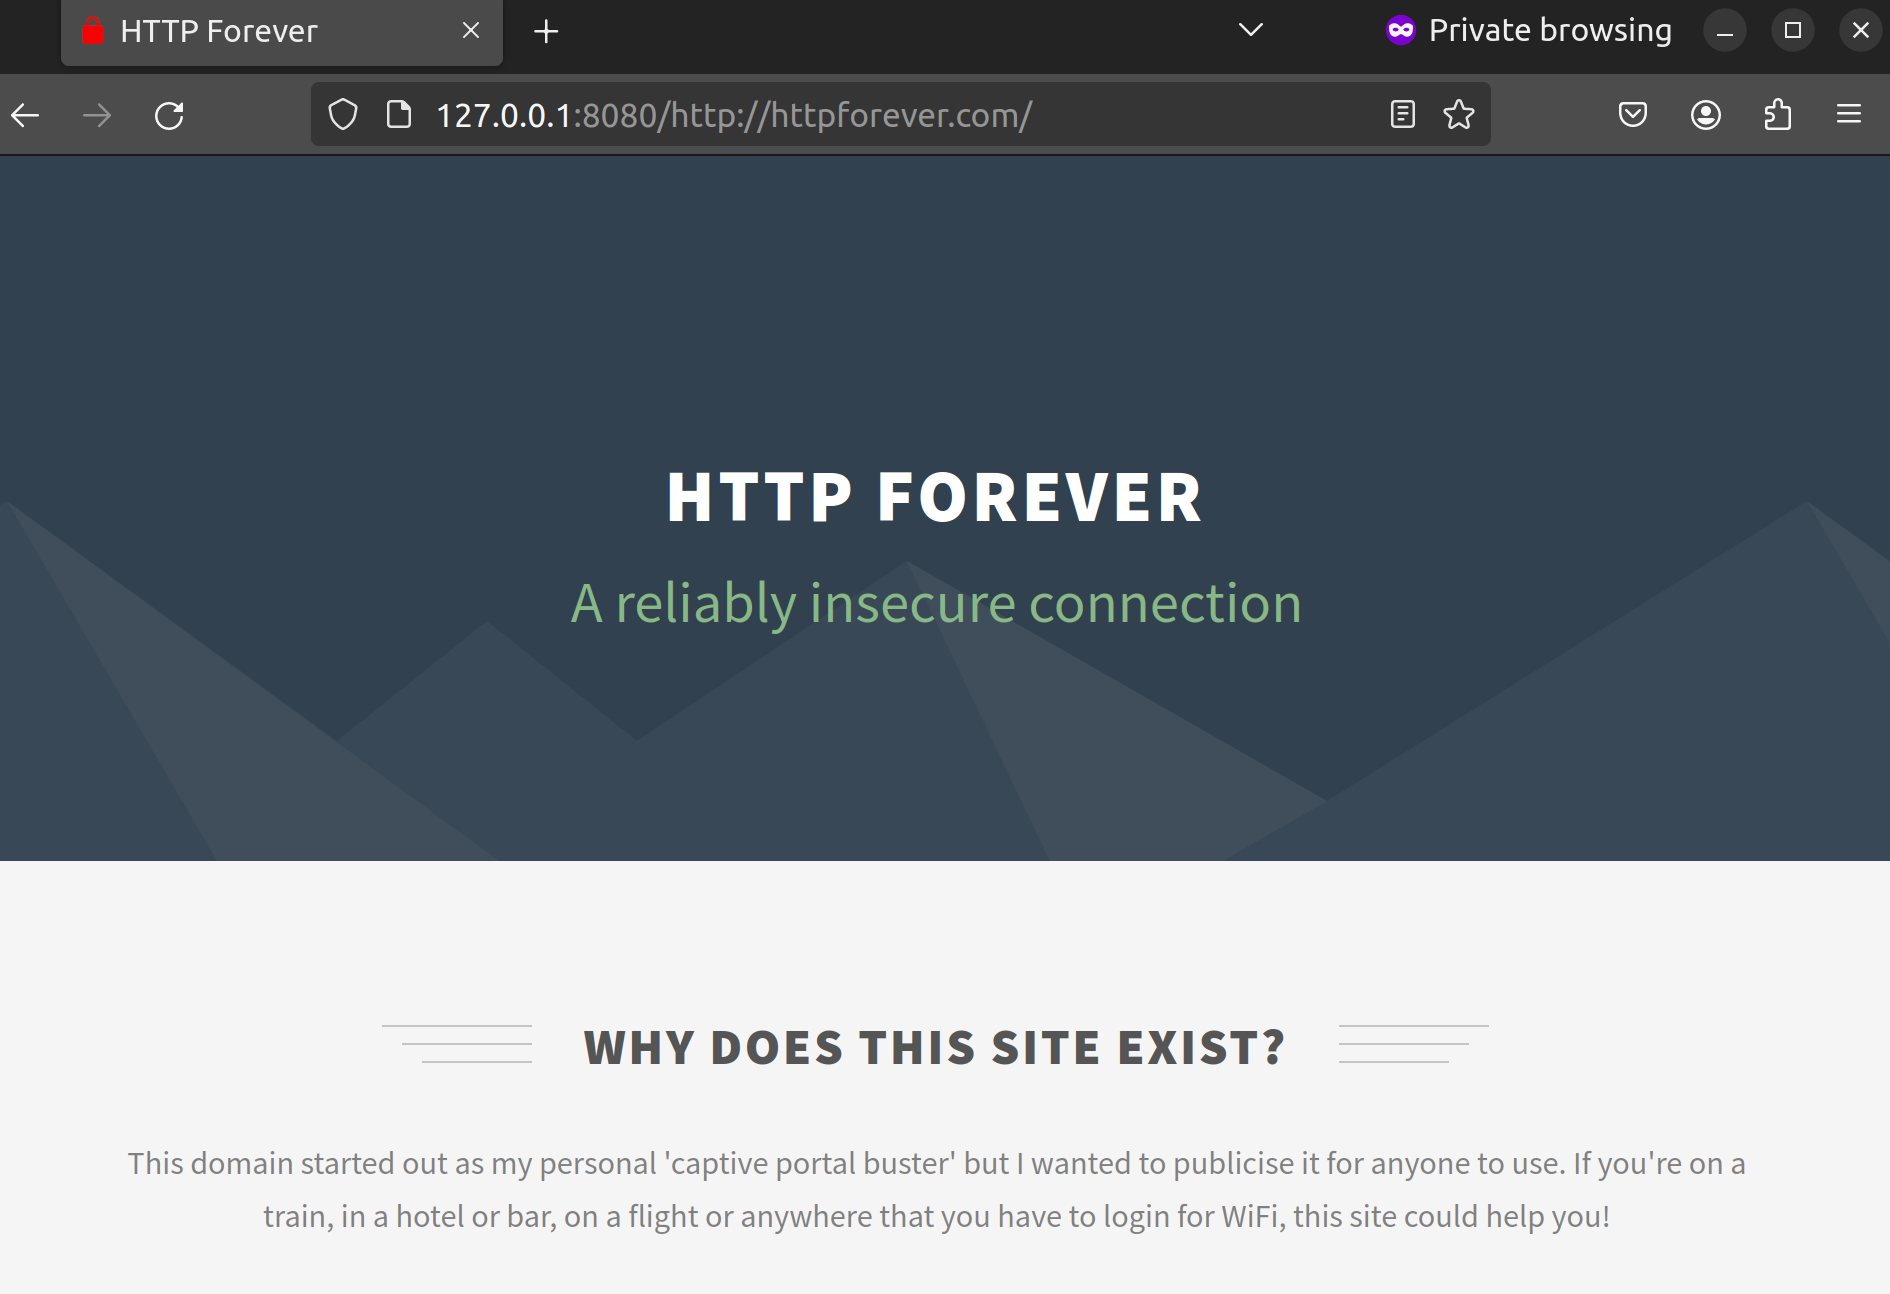 HTTP Forever
Private browsing
127.0.0.1:8080/http://httpforever.com/
HTTP FOREVER
A reliably insecure connection
WHY DOES THIS SITE EXIST?
This domain started out as my personal 'captive portal buster' but I wanted to publicise it for anyone to use. If you're on a
train, in a hotel or bar, on a flight or anywhere that you have to login for WiFi, this site could help you!